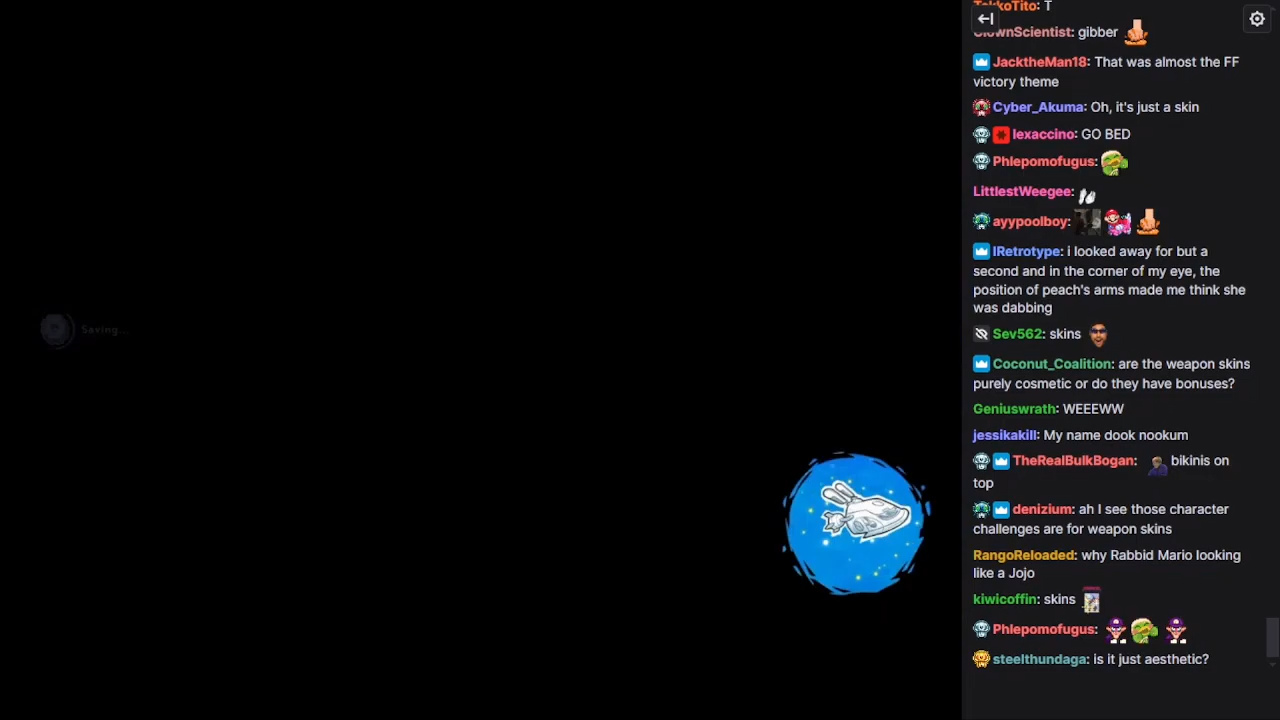 TekkoTito: T
ClownScientist: gibber
JacktheMan18: That was almost the FF
victory theme
Cyber_Akuma: Oh, it's just a skin
lexaccino: GO BED
Phlepomofugus:
LittlestWeegee:
ayypoolboy:
IRetrotype: i looked away for but a
second and in the corner of my eye, the
position of peach's arms made me think she
was dabbing
Saving...
Sev562: skins
Coconut_Coalition: are the weapon skins
purely cosmetic or do they have bonuses?
Geniuswrath: WEEEWW
jessikakill: My name dook nookum
TheRealBulkBogan: bikinis on
top
denizium: ah I see those character
challenges are for weapon skins
RangoReloaded: why Rabbid Mario looking
like a Jojo
kiwicoffin: skins
Phlepomofugus:
steelthundaga: is it just aesthetic?